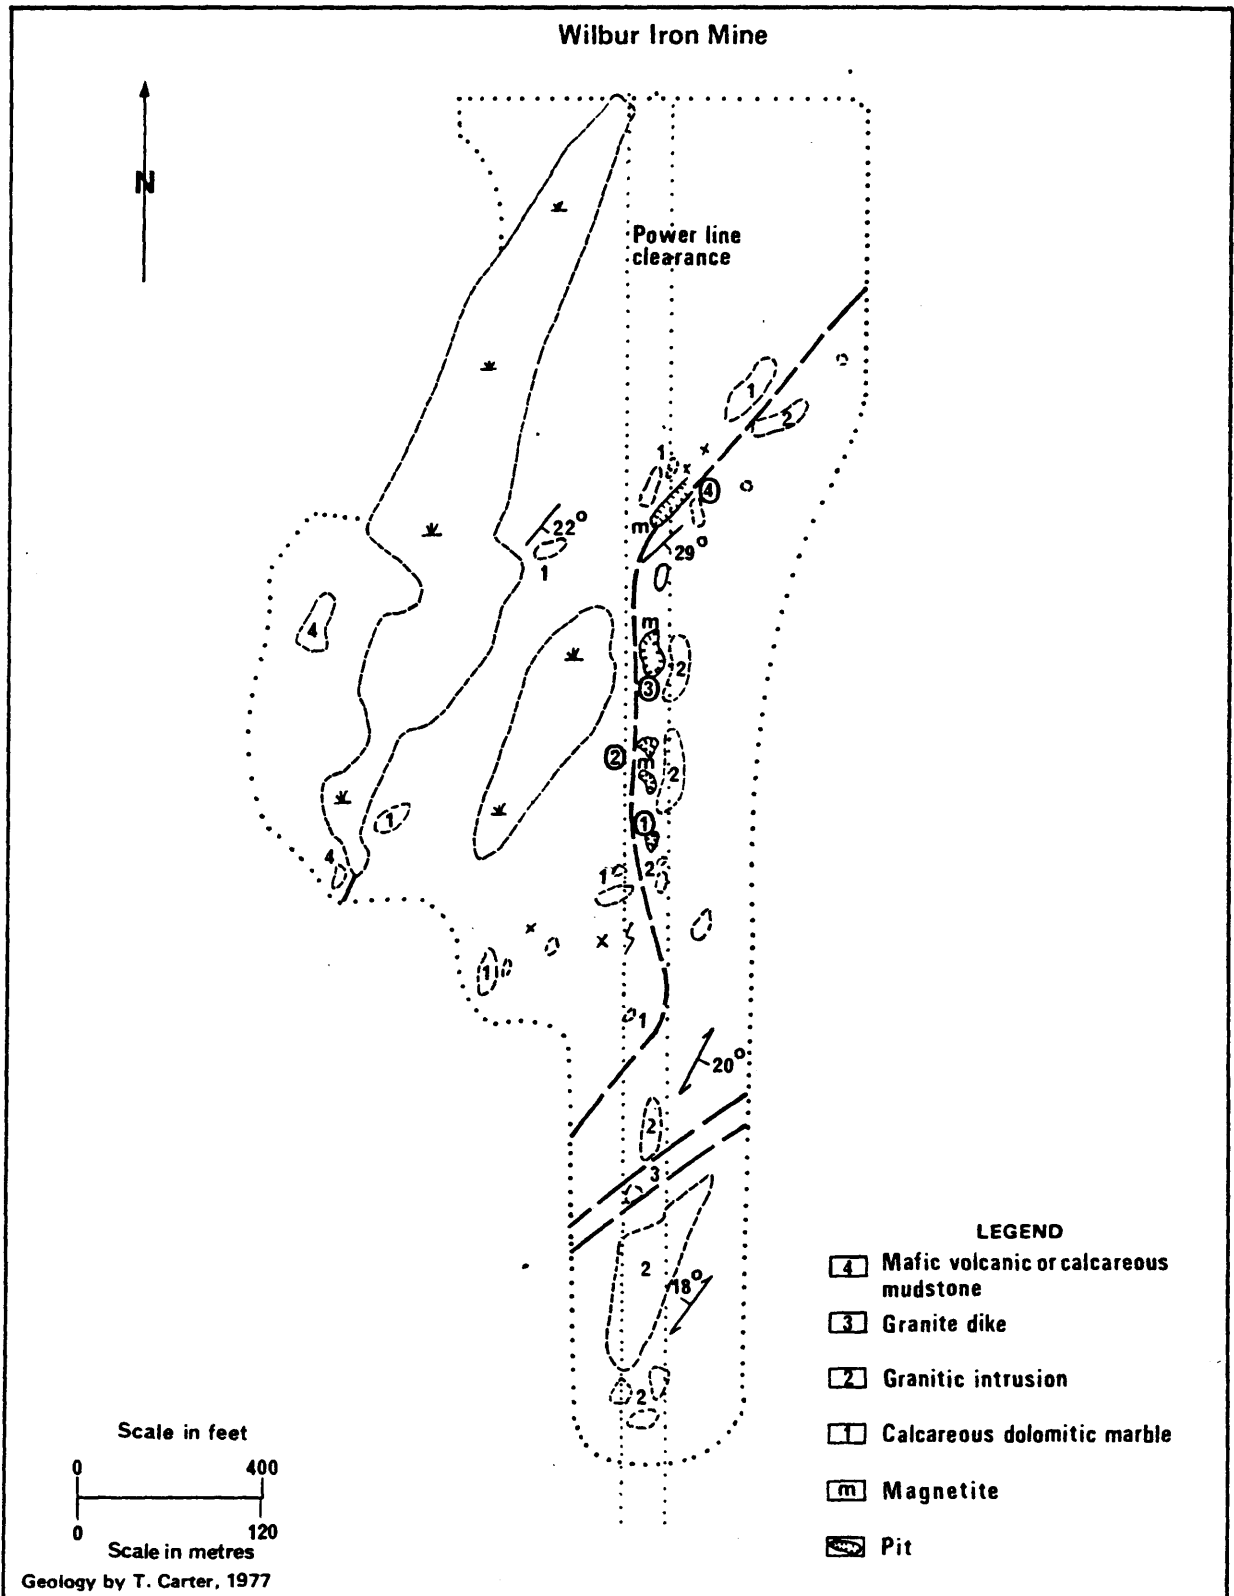 Wilbur Iron Mine
N
Power line
clearance
1
2
1
4
m
22°
29°
1
4
m
2
3
2
m
2
1
1
4
1
2
1
1
20°
2
3
2
18°
2
LEGEND
4 Mafic volcanic or calcareous
mudstone
3 Granite dike
2 Granitic intrusion
1 Calcareous dolomitic marble
m Magnetite
Pit
Scale in feet
0 400
0 120
Scale in metres
Geology by T. Carter, 1977